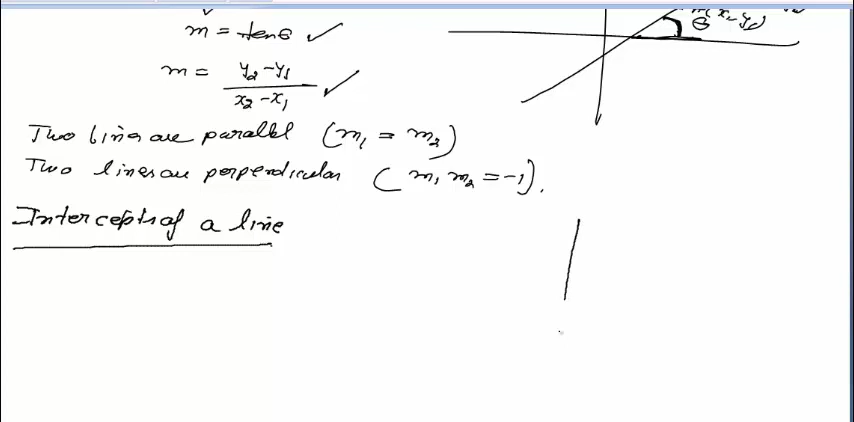 m = tanθ ✓
m = y₂-y₁ / x₂-x₁ ✓
θ
Two lines are parallel (m₁ = m₂)
Two lines are perpendicular (m₁ m₂ = -1).
Intercepts of a line